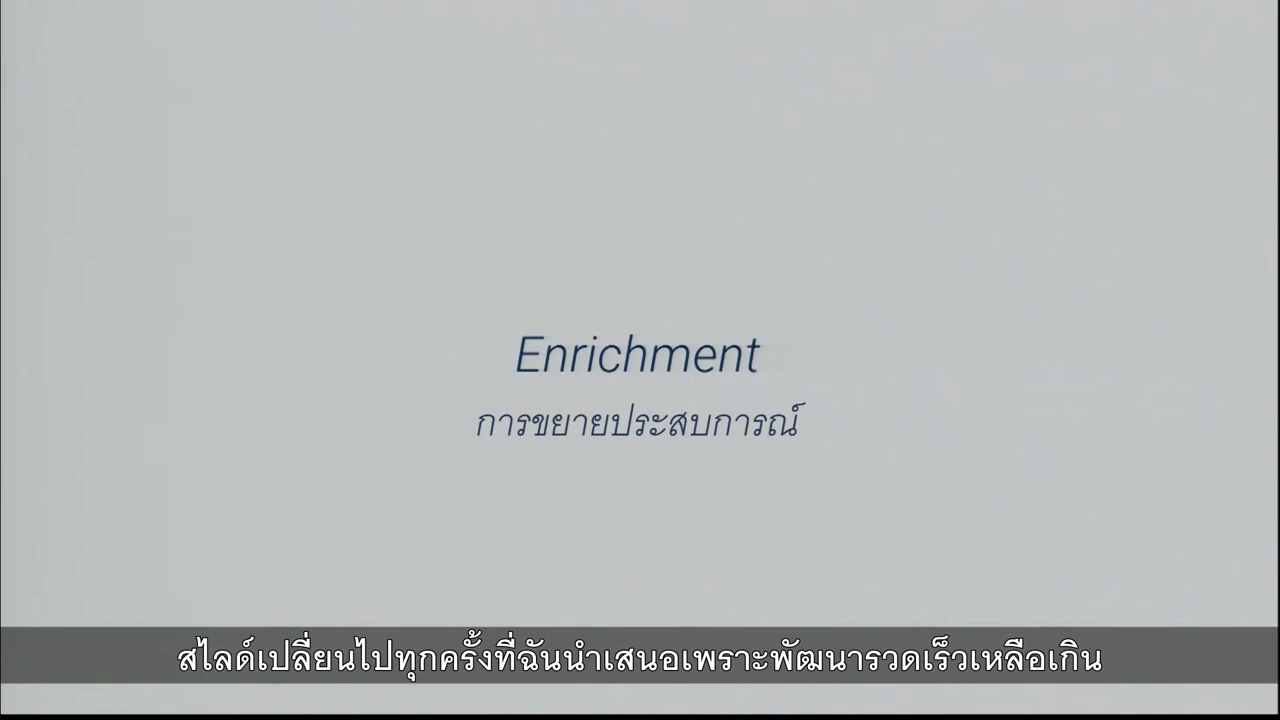 Enrichment
การขยายประสบการณ์
สไลด์เปลี่ยนไปทุกครั้งที่ฉันนำเสนอเพราะพัฒนารวดเร็วเหลือเกิน